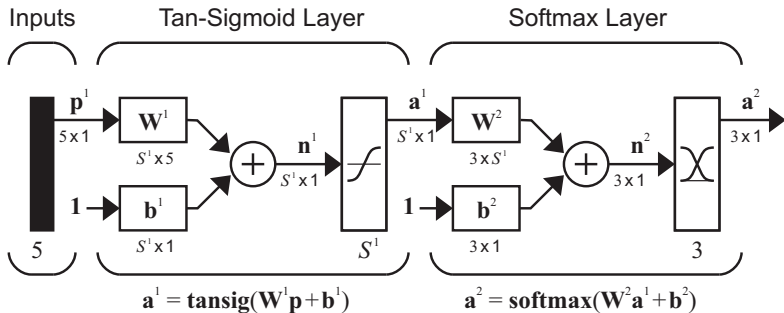 Inputs
Tan-Sigmoid Layer
Softmax Layer
p¹
5 x 1
W¹
S¹ x 5
1
b¹
S¹ x 1
n¹
S¹ x 1
a¹
S¹ x 1
W²
3 x S¹
1
b²
3 x 1
n²
3 x 1
a²
3 x 1
5
S¹
3
a¹ = tansig(W¹p + b¹)
a² = softmax(W²a¹ + b²)